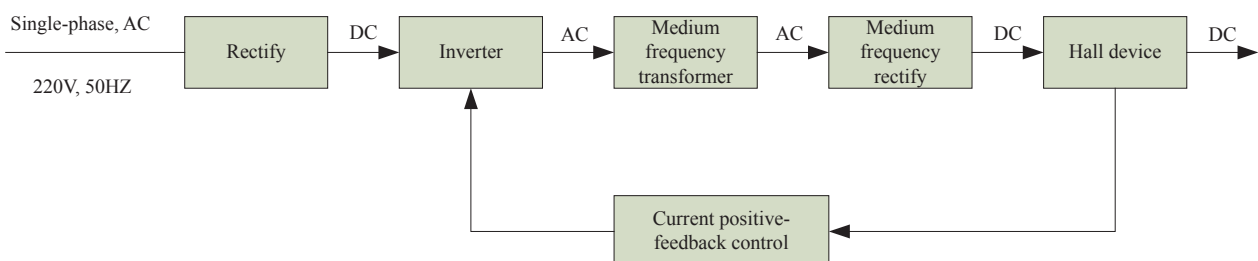 Single-phase, AC
220V, 50HZ
Rectify
DC
Inverter
AC
Medium
frequency
transformer
AC
Medium
frequency
rectify
DC
Hall device
DC
Current positive-
feedback control